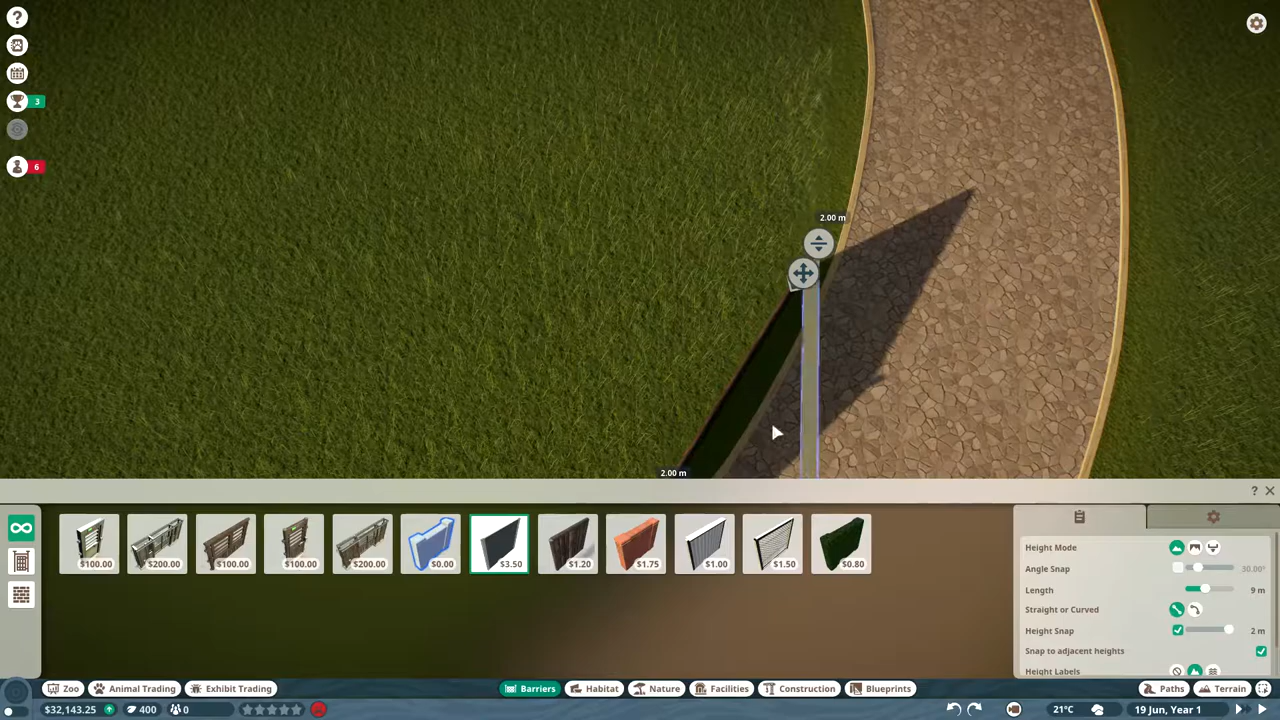 ?
3
6
2.00 m
2.00 m
?
$100.00
$200.00
$100.00
$100.00
$200.00
$0.00
$3.50
$1.20
$1.75
$1.00
$1.50
$0.80
Height Mode
Angle Snap 30.00°
Length 9 m
Straight or Curved
Height Snap 2 m
Snap to adjacent heights
Height Labels
Zoo Animal Trading Exhibit Trading Barriers Habitat Nature Facilities Construction Blueprints Paths Terrain
$32,143.25 400 0 21°C 19 Jun, Year 1